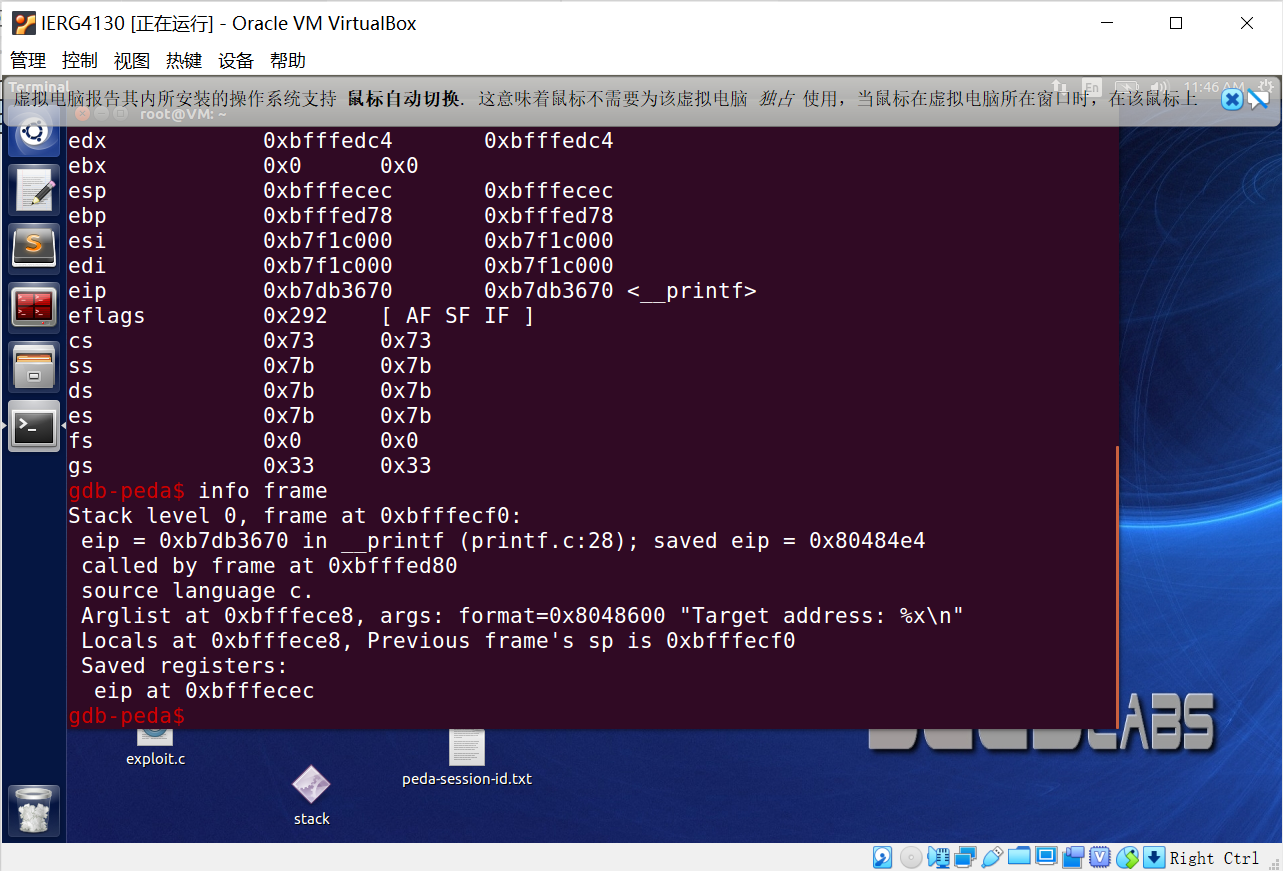 IERG4130 [正在运行] - Oracle VM VirtualBox
管理 控制 视图 热键 设备 帮助
Terminal
En 11:46 AM
虚拟电脑报告其内所安装的操作系统支持 鼠标自动切换. 这意味着鼠标不需要为该虚拟电脑 独占 使用，当鼠标在虚拟电脑所在窗口时，在该鼠标上
root@VM: ~
edx 0xbfffedc4 0xbfffedc4
ebx 0x0 0x0
esp 0xbfffecec 0xbfffecec
ebp 0xbfffed78 0xbfffed78
esi 0xb7f1c000 0xb7f1c000
edi 0xb7f1c000 0xb7f1c000
eip 0xb7db3670 0xb7db3670 <__printf>
eflags 0x292 [ AF SF IF ]
cs 0x73 0x73
ss 0x7b 0x7b
ds 0x7b 0x7b
es 0x7b 0x7b
fs 0x0 0x0
gs 0x33 0x33
gdb-peda$ info frame
Stack level 0, frame at 0xbfffecf0:
eip = 0xb7db3670 in __printf (printf.c:28); saved eip = 0x80484e4
called by frame at 0xbfffed80
source language c.
Arglist at 0xbfffece8, args: format=0x8048600 "Target address: %x\n"
Locals at 0xbfffece8, Previous frame's sp is 0xbfffecf0
Saved registers:
eip at 0xbfffecec
gdb-peda$
LABS
exploit.c
peda-session-id.txt
stack
Right Ctrl